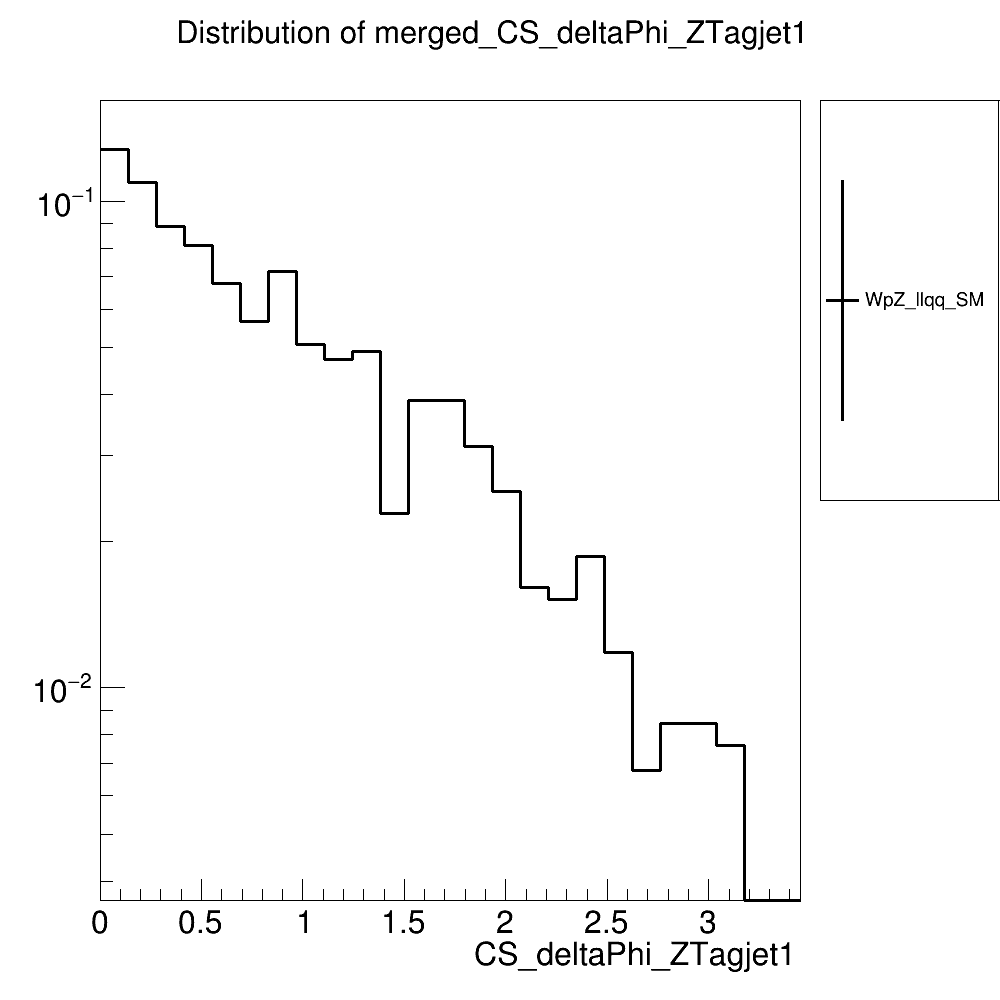 Distribution of merged_CS_deltaPhi_ZTagjet1
10⁻¹
10⁻²
WpZ_llqq_SM
0 0.5 1 1.5 2 2.5 3
CS_deltaPhi_ZTagjet1